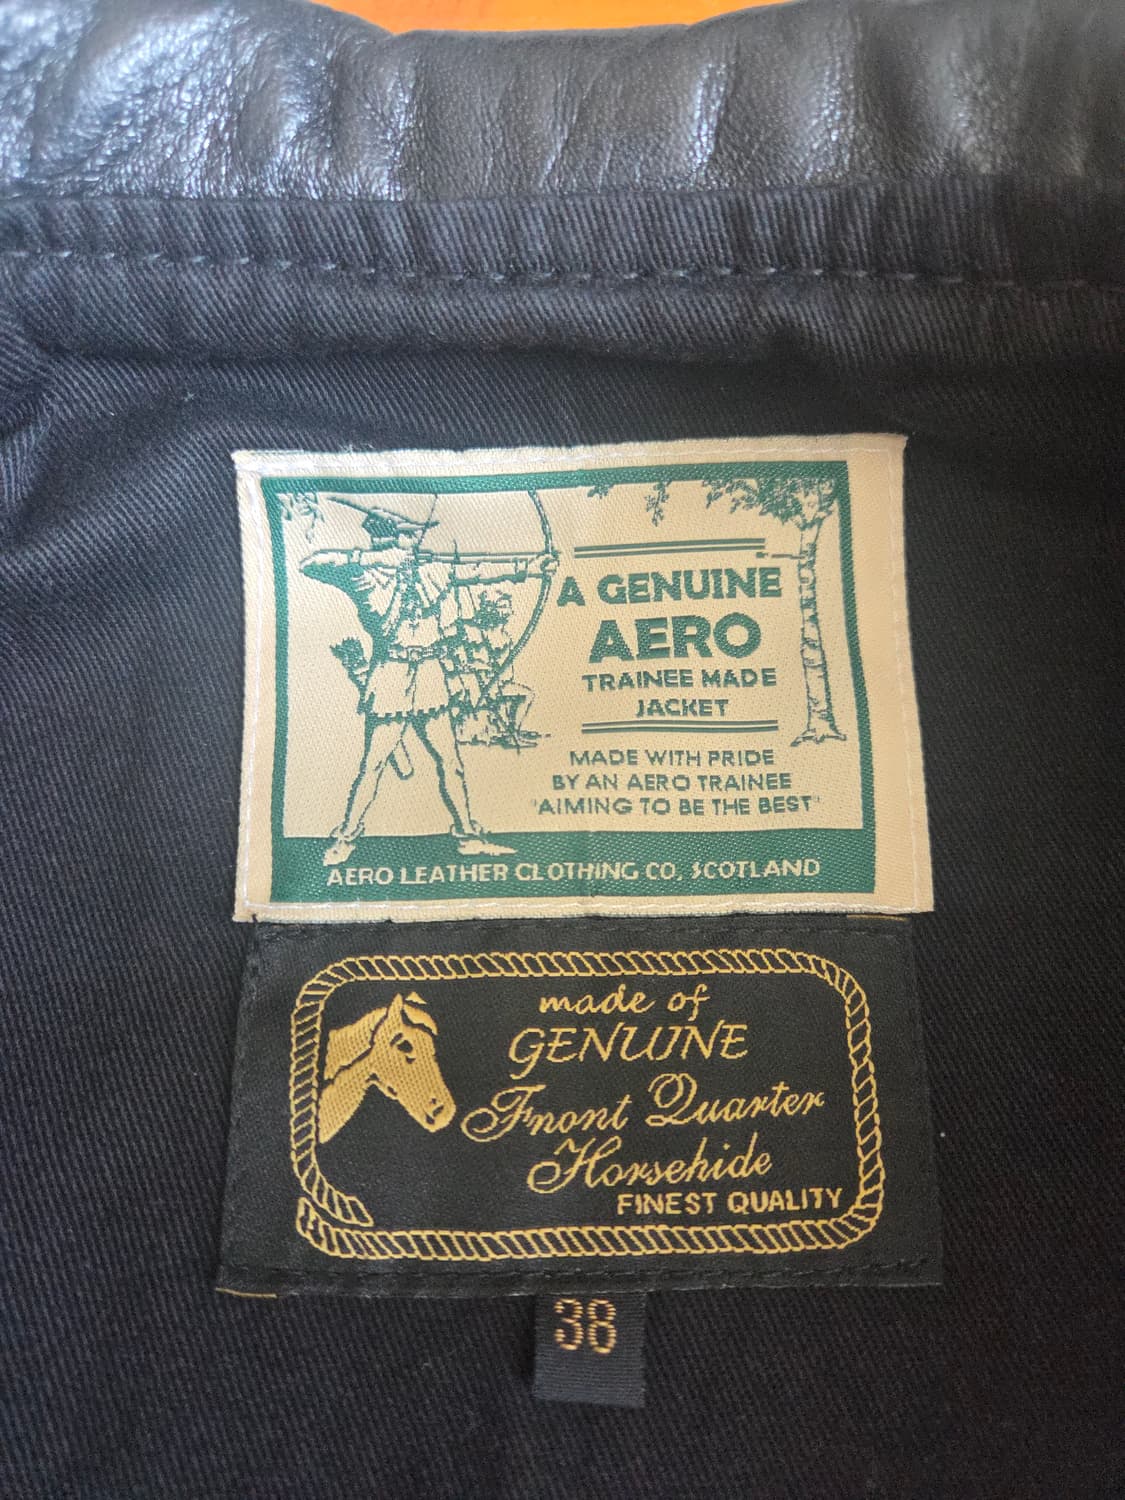 A GENUINE
AERO
TRAINEE MADE
JACKET
MADE WITH PRIDE
BY AN AERO TRAINEE
"AIMING TO BE THE BEST"
AERO LEATHER CLOTHING CO, SCOTLAND
made of
GENUINE
Front Quarter
Horsehide
FINEST QUALITY
38